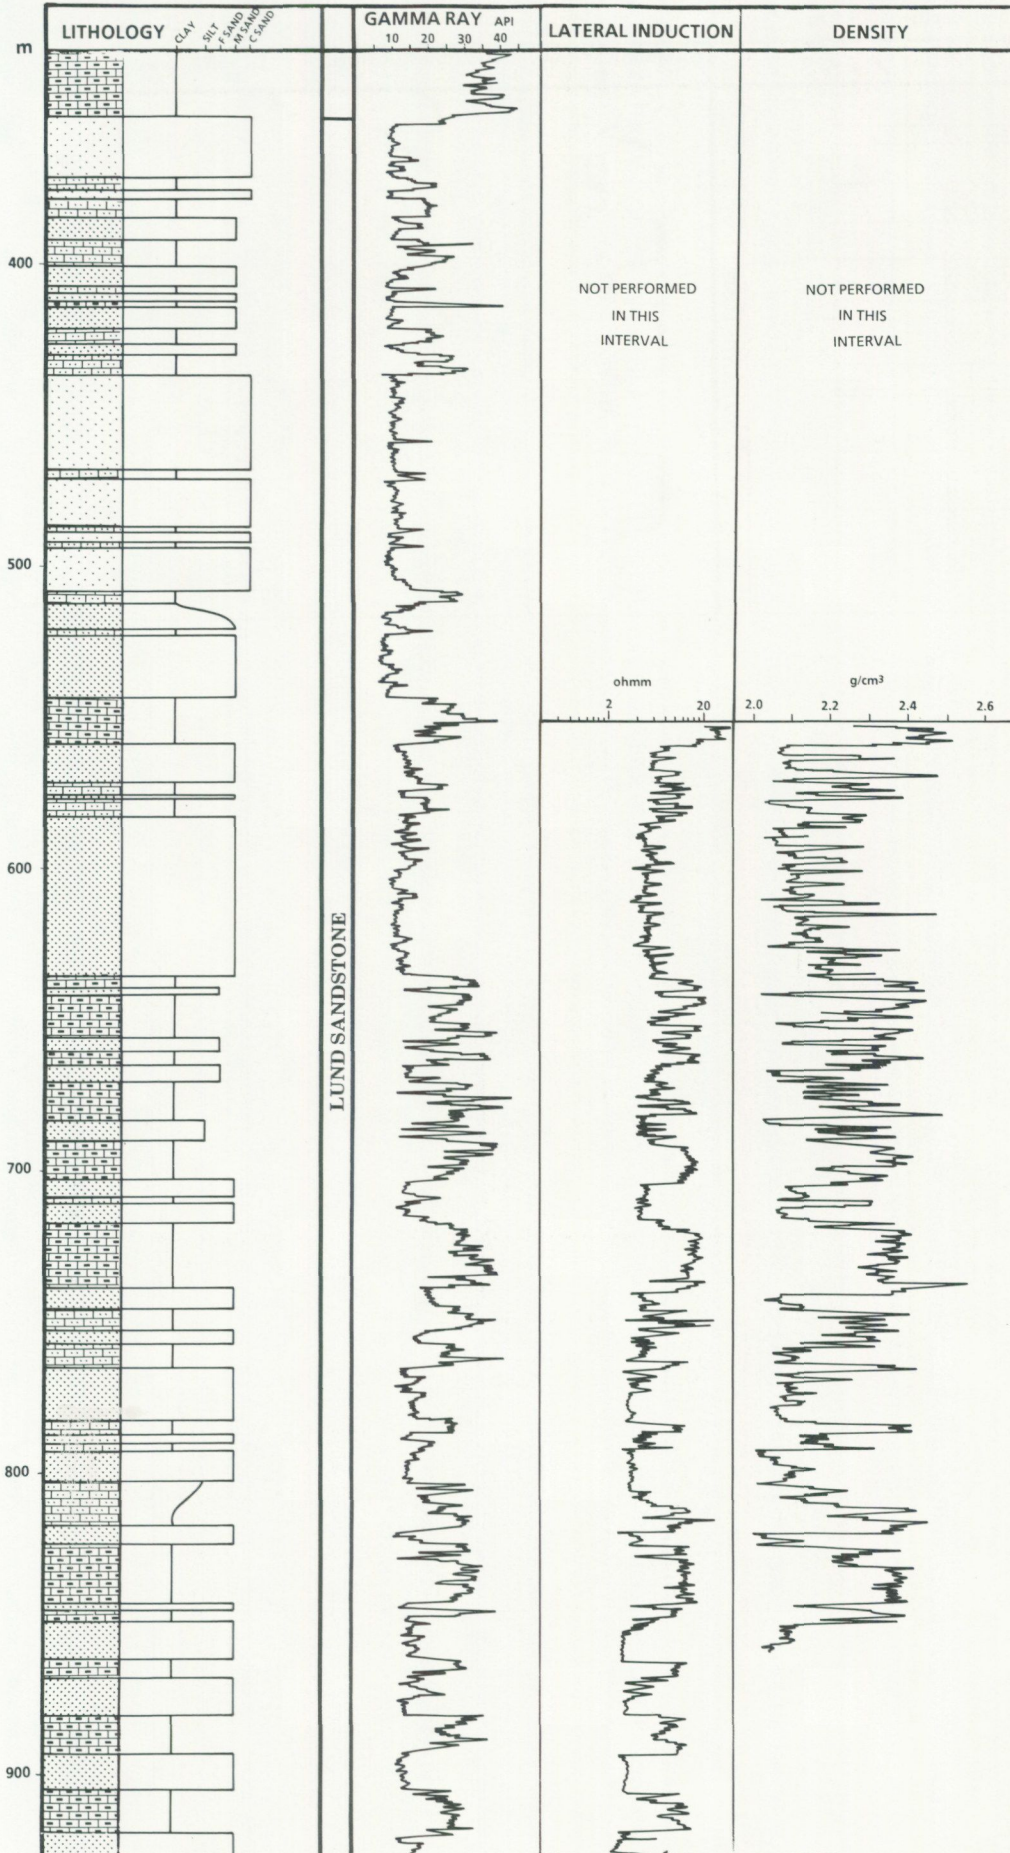 LITHOLOGY
CLAY
SILT
F SAND
M SAND
C SAND
GAMMA RAY API
10 20 30 40
LATERAL INDUCTION
DENSITY
m
400
500
600
700
800
900
LUND SANDSTONE
NOT PERFORMED
IN THIS
INTERVAL
NOT PERFORMED
IN THIS
INTERVAL
ohmm
2 20
g/cm³
2.0 2.2 2.4 2.6